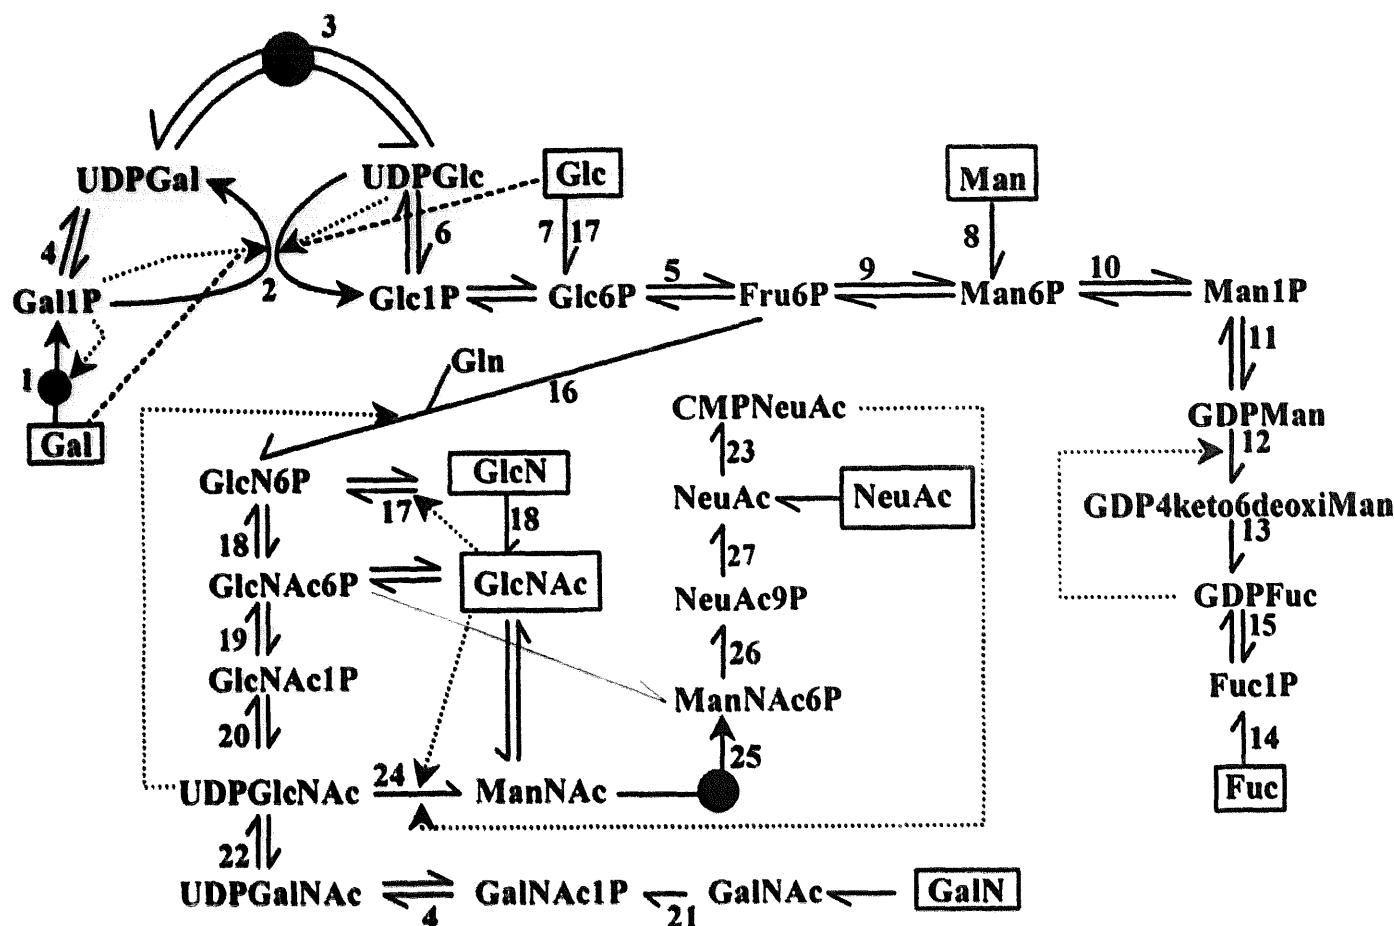 3
UDPGal UDPGlc Glc Man
4 6 7 17 8
Gal1P 2 Glc1P Glc6P 5 Fru6P 9 Man6P 10 Man1P
1 11
Gal Gln 16
CMPNeuAc GDPMan
23 12
GlcN6P GlcN NeuAc NeuAc GDP4keto6deoxiMan
17 18 13
18 27
GlcNAc6P GlcNAc NeuAc9P GDPFuc
19 26 15
GlcNAc1P ManNAc6P Fuc1P
20 25 14
24
UDPGlcNAc ManNAc Fuc
22
UDPGalNAc GalNAc1P GalNAc GalN
4 21